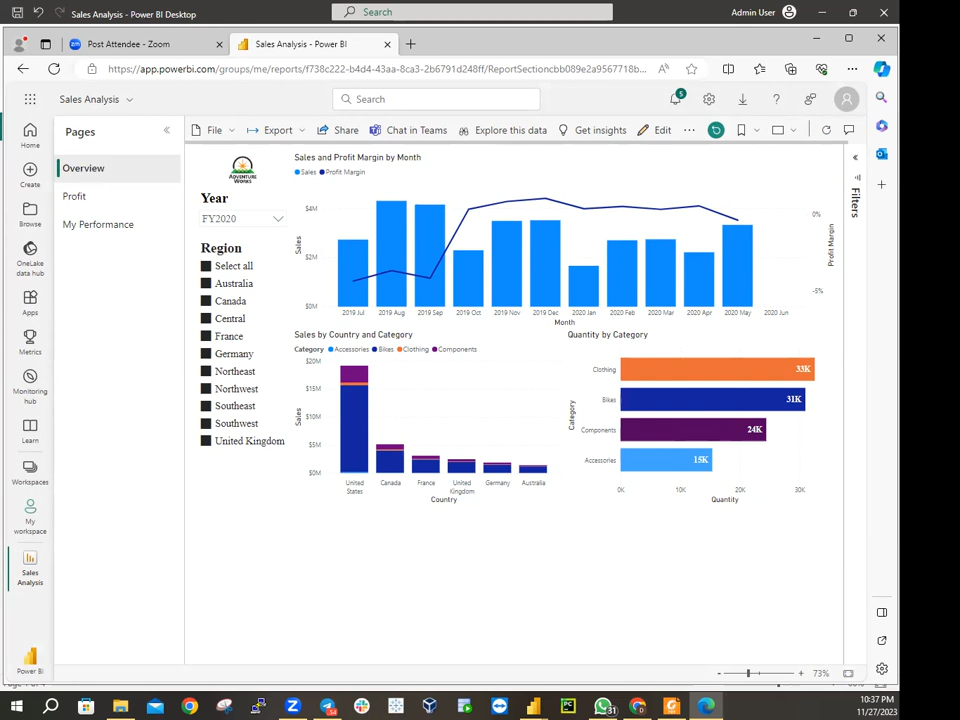 Sales Analysis - Power BI Desktop
Search
Admin User
Post Attendee - Zoom
Sales Analysis - Power BI
https://app.powerbi.com/groups/me/reports/f738c222-b4d4-43aa-8ca3-2b6791d248ff/ReportSectioncbb089e2a9567718b...
Sales Analysis
Search
5
Home
Create
Browse
OneLake
data hub
Apps
Metrics
Monitoring
hub
Learn
Workspaces
My
workspace
Sales
Analysis
Power BI
Pages
Overview
Profit
My Performance
File
Export
Share
Chat in Teams
Explore this data
Get insights
Edit
ADVENTURE
WORKS
Year
FY2020
Region
Select all
Australia
Canada
Central
France
Germany
Northeast
Northwest
Southeast
Southwest
United Kingdom
Sales and Profit Margin by Month
Sales Profit Margin
$4M
$2M
$0M
Sales
0%
-5%
Profit Margin
2019 Jul 2019 Aug 2019 Sep 2019 Oct 2019 Nov 2019 Dec 2020 Jan 2020 Feb 2020 Mar 2020 Apr 2020 May 2020 Jun
Month
Sales by Country and Category
Category Accessories Bikes Clothing Components
$20M
$15M
$10M
$5M
$0M
Sales
United
States
Canada
France
United
Kingdom
Germany
Australia
Country
Quantity by Category
Category
Clothing 33K
Bikes 31K
Components 24K
Accessories 15K
0K 10K 20K 30K
Quantity
Filters
73%
34
31
10:37 PM
11/27/2023